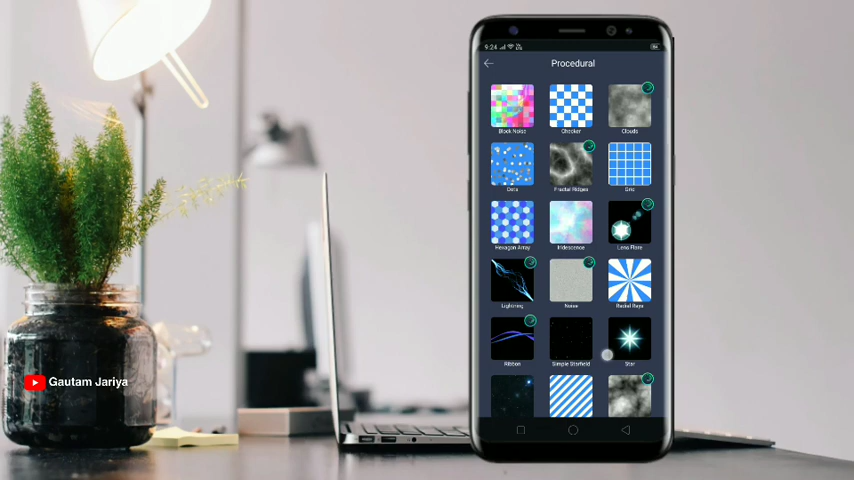 9:24
Procedural
Block Noise
Checker
Clouds
Dots
Fractal Ridges
Grid
Hexagon Array
Iridescence
Lens Flare
Lightning
Noise
Radial Rays
Ribbon
Simple Starfield
Star
Gautam Jariya